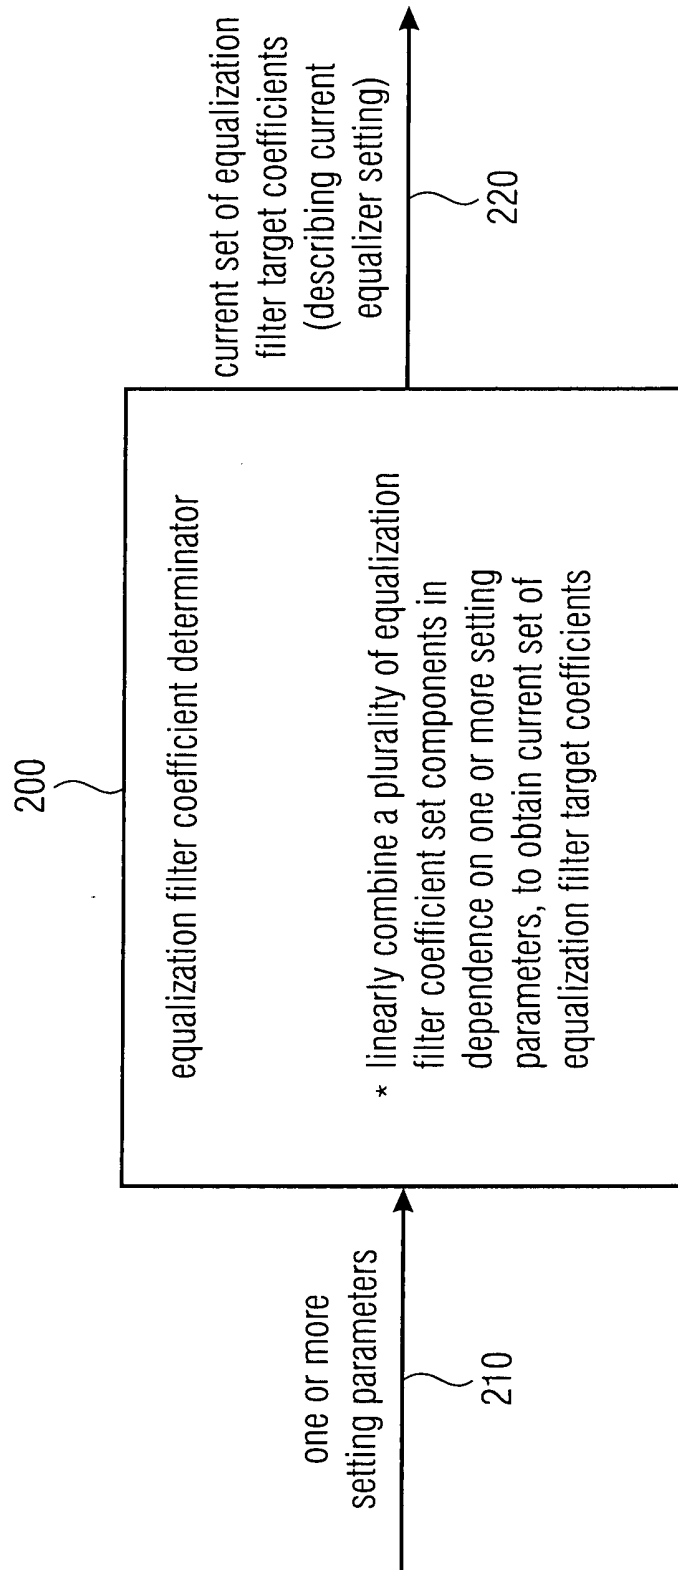 200
equalization filter coefficient determinator
* linearly combine a plurality of equalization
filter coefficient set components in
dependence on one or more setting
parameters, to obtain current set of
equalization filter target coefficients
one or more
setting parameters
210
current set of equalization
filter target coefficients
(describing current
equalizer setting)
220